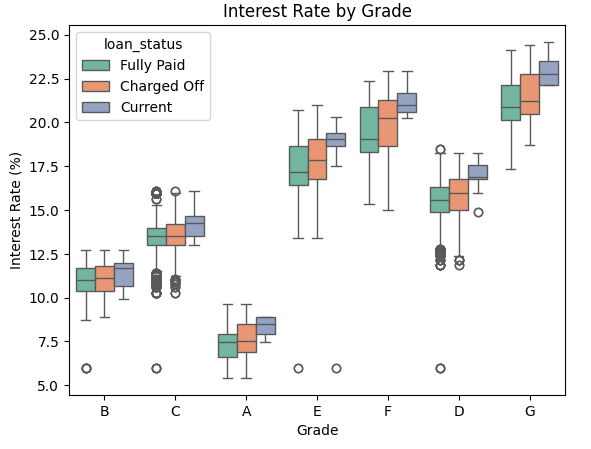 Interest Rate by Grade
loan_status
Fully Paid
Charged Off
Current
Interest Rate (%)
25.0
22.5
20.0
17.5
15.0
12.5
10.0
7.5
5.0
B C A E F D G
Grade